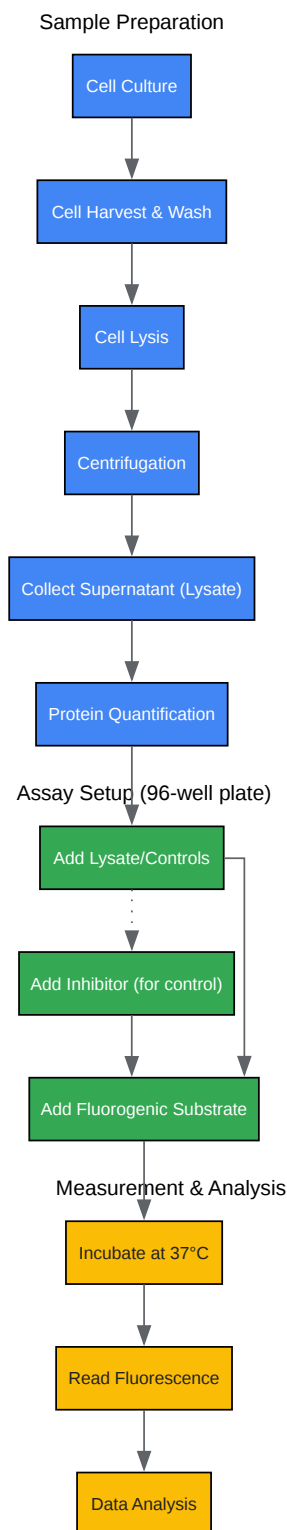 Sample Preparation
Cell Culture
Cell Harvest & Wash
Cell Lysis
Centrifugation
Collect Supernatant (Lysate)
Protein Quantification
Assay Setup (96-well plate)
Add Lysate/Controls
Add Inhibitor (for control)
Add Fluorogenic Substrate
Measurement & Analysis
Incubate at 37°C
Read Fluorescence
Data Analysis